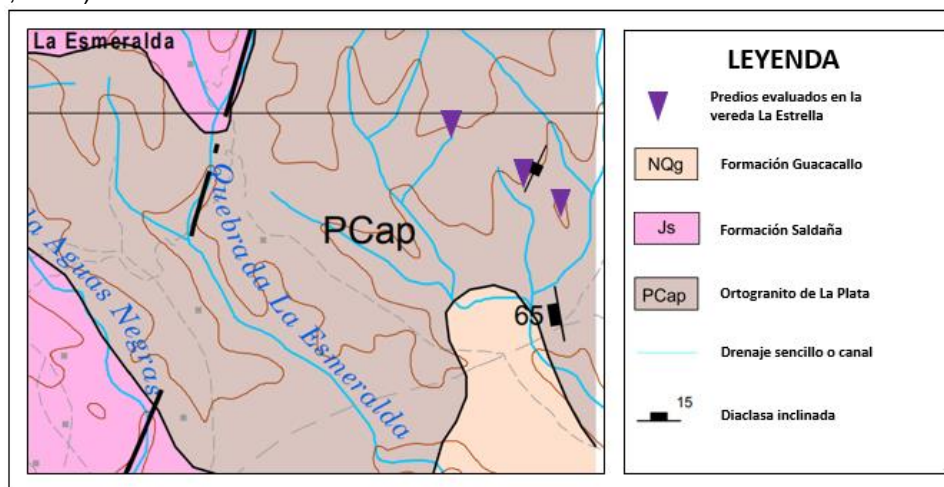 La Esmeralda
Quebrada La Esmeralda
la Aguas Negras
PCap
65
LEYENDA
Predios evaluados en la
vereda La Estrella
NQg
Formación Guacacallo
Js
Formación Saldaña
PCap
Ortogranito de La Plata
Drenaje sencillo o canal
15
Diaclasa inclinada